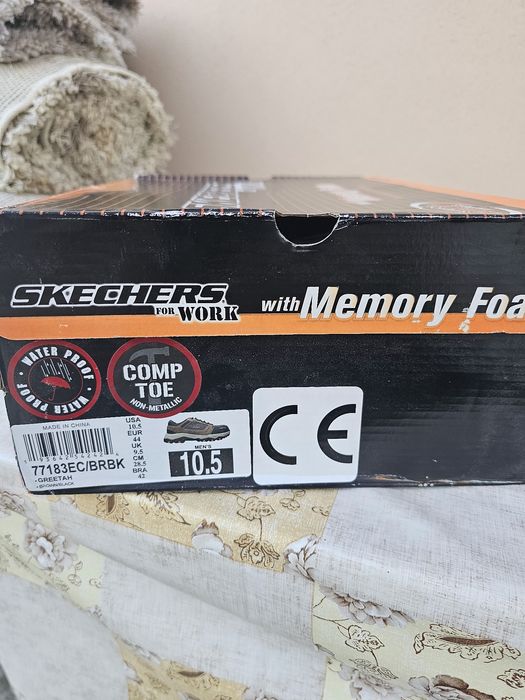 SKECHERS
FOR WORK
with Memory Foa
WATER PROOF
WATER PROOF
COMP
TOE
NON-METALLIC
CE
MADE IN CHINA
77183EC/BRBK
- GREETAH
- BROWN/BLACK
USA
10.5
EUR
44
UK
9.5
CM
28.5
BRA
42
MEN'S
10.5